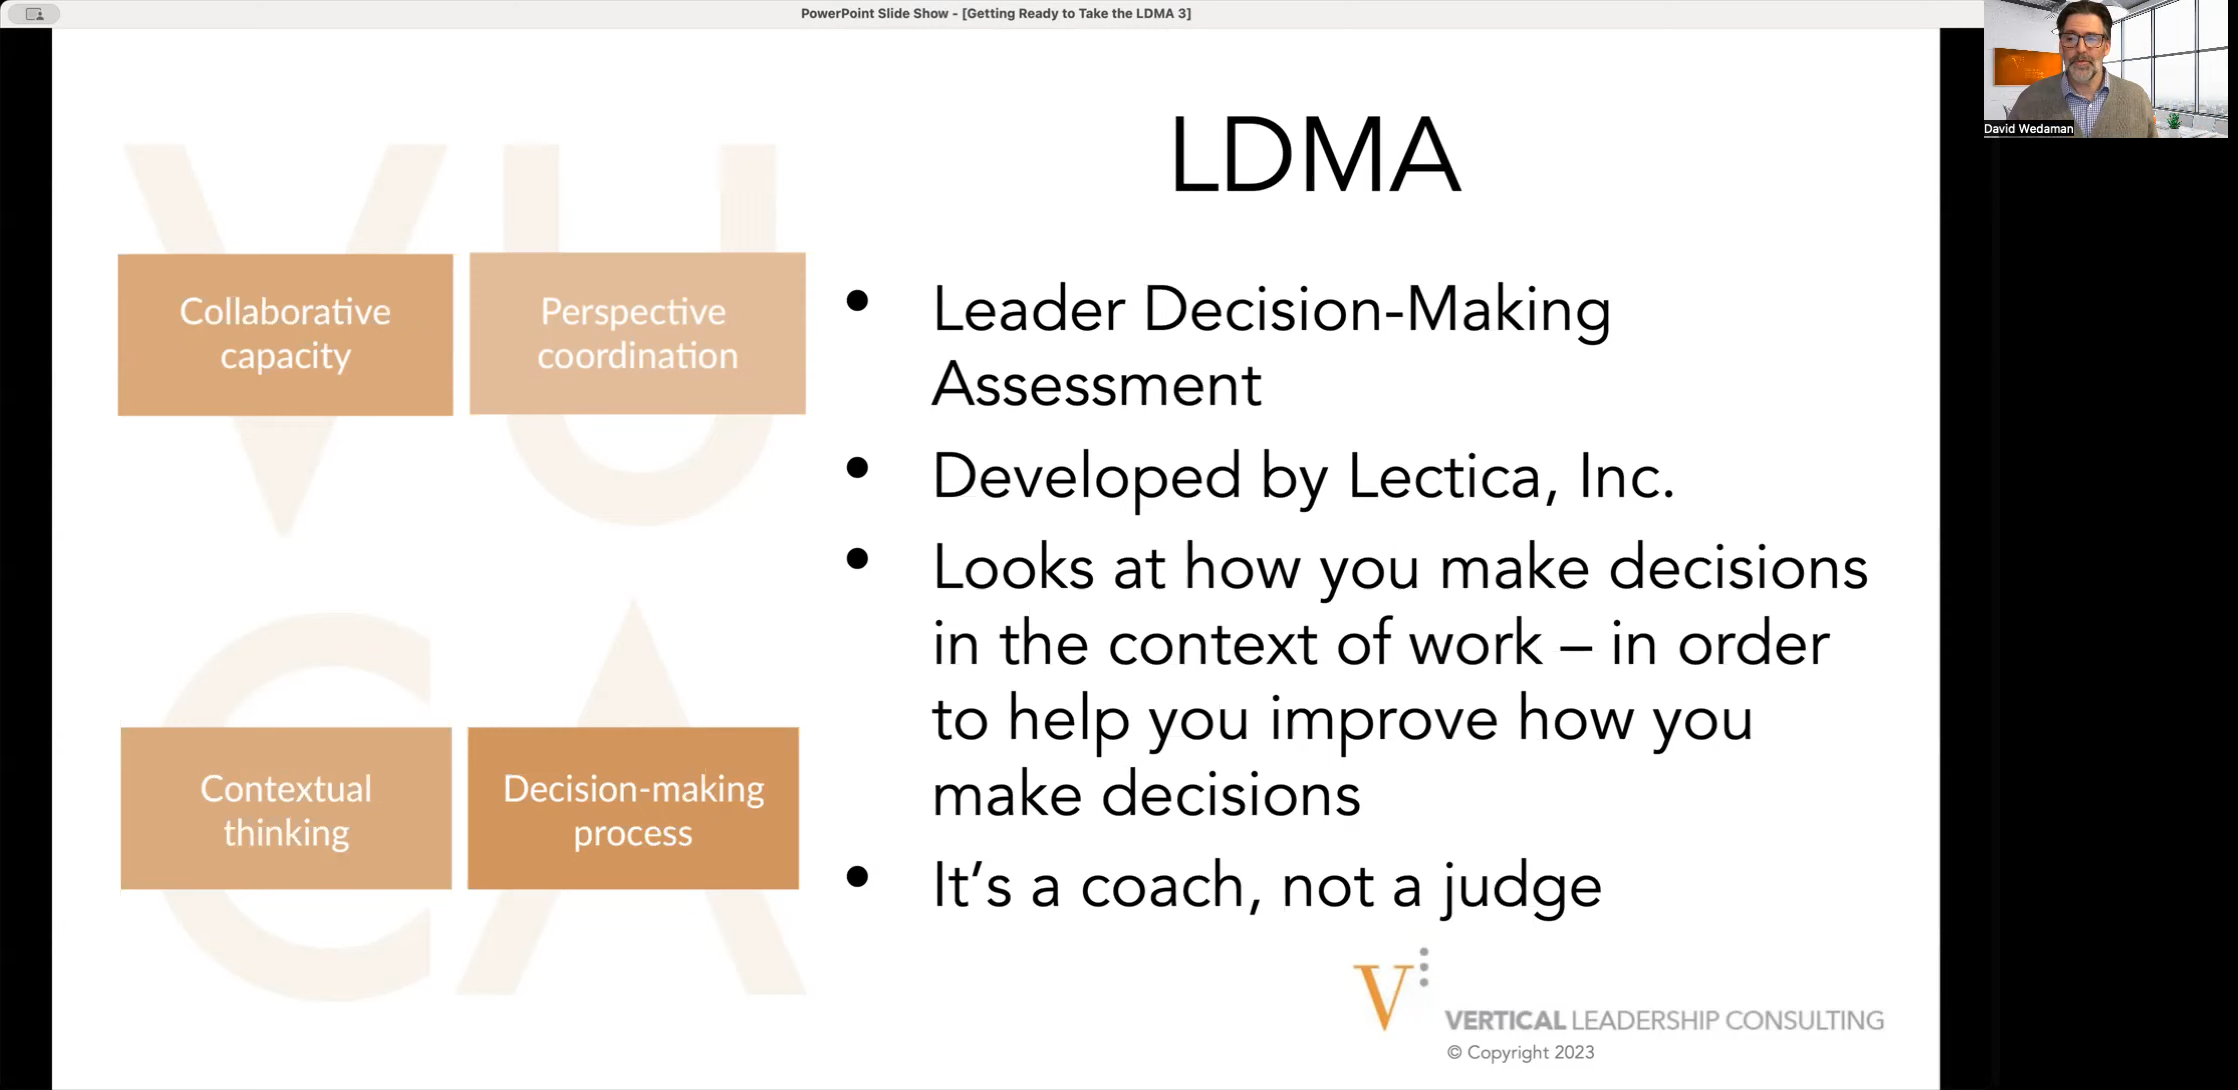 PowerPoint Slide Show - [Getting Ready to Take the LDMA 3]
David Wedaman
LDMA
VUCA
Collaborative
capacity
Perspective
coordination
Contextual
thinking
Decision-making
process
• Leader Decision-Making
Assessment
• Developed by Lectica, Inc.
• Looks at how you make decisions
in the context of work – in order
to help you improve how you
make decisions
• It’s a coach, not a judge
V
VERTICAL LEADERSHIP CONSULTING
© Copyright 2023